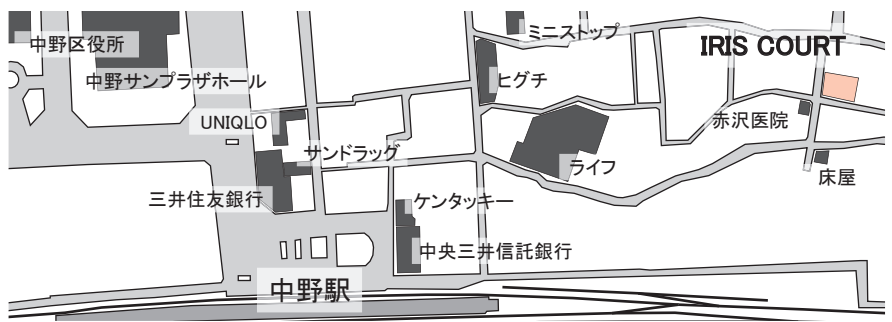 ミニストップ
中野区役所
IRIS COURT
中野サンプラザホール
ヒグチ
UNIQLO
赤沢医院
サンドラッグ
ライフ
床屋
三井住友銀行
ケンタッキー
中央三井信託銀行
中野駅